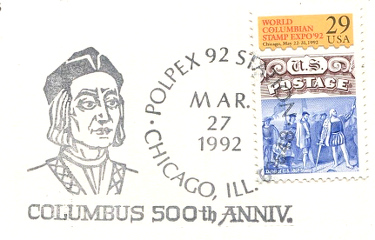 WORLD
COLUMBIAN
STAMP EXPO '92
Chicago, May 22-31, 1992
29
USA
U.S.
POSTAGE
POLPEX 92 STATION
MAR.
27
1992
CHICAGO, ILL.
COLUMBUS 500th ANNIV.